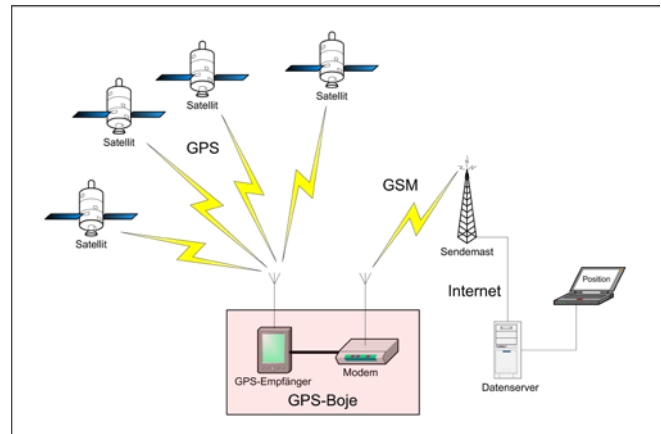 Satellit
Satellit
Satellit
Satellit
GPS
GSM
Sendemast
Internet
Position
Datenserver
GPS-Empfänger
Modem
GPS-Boje